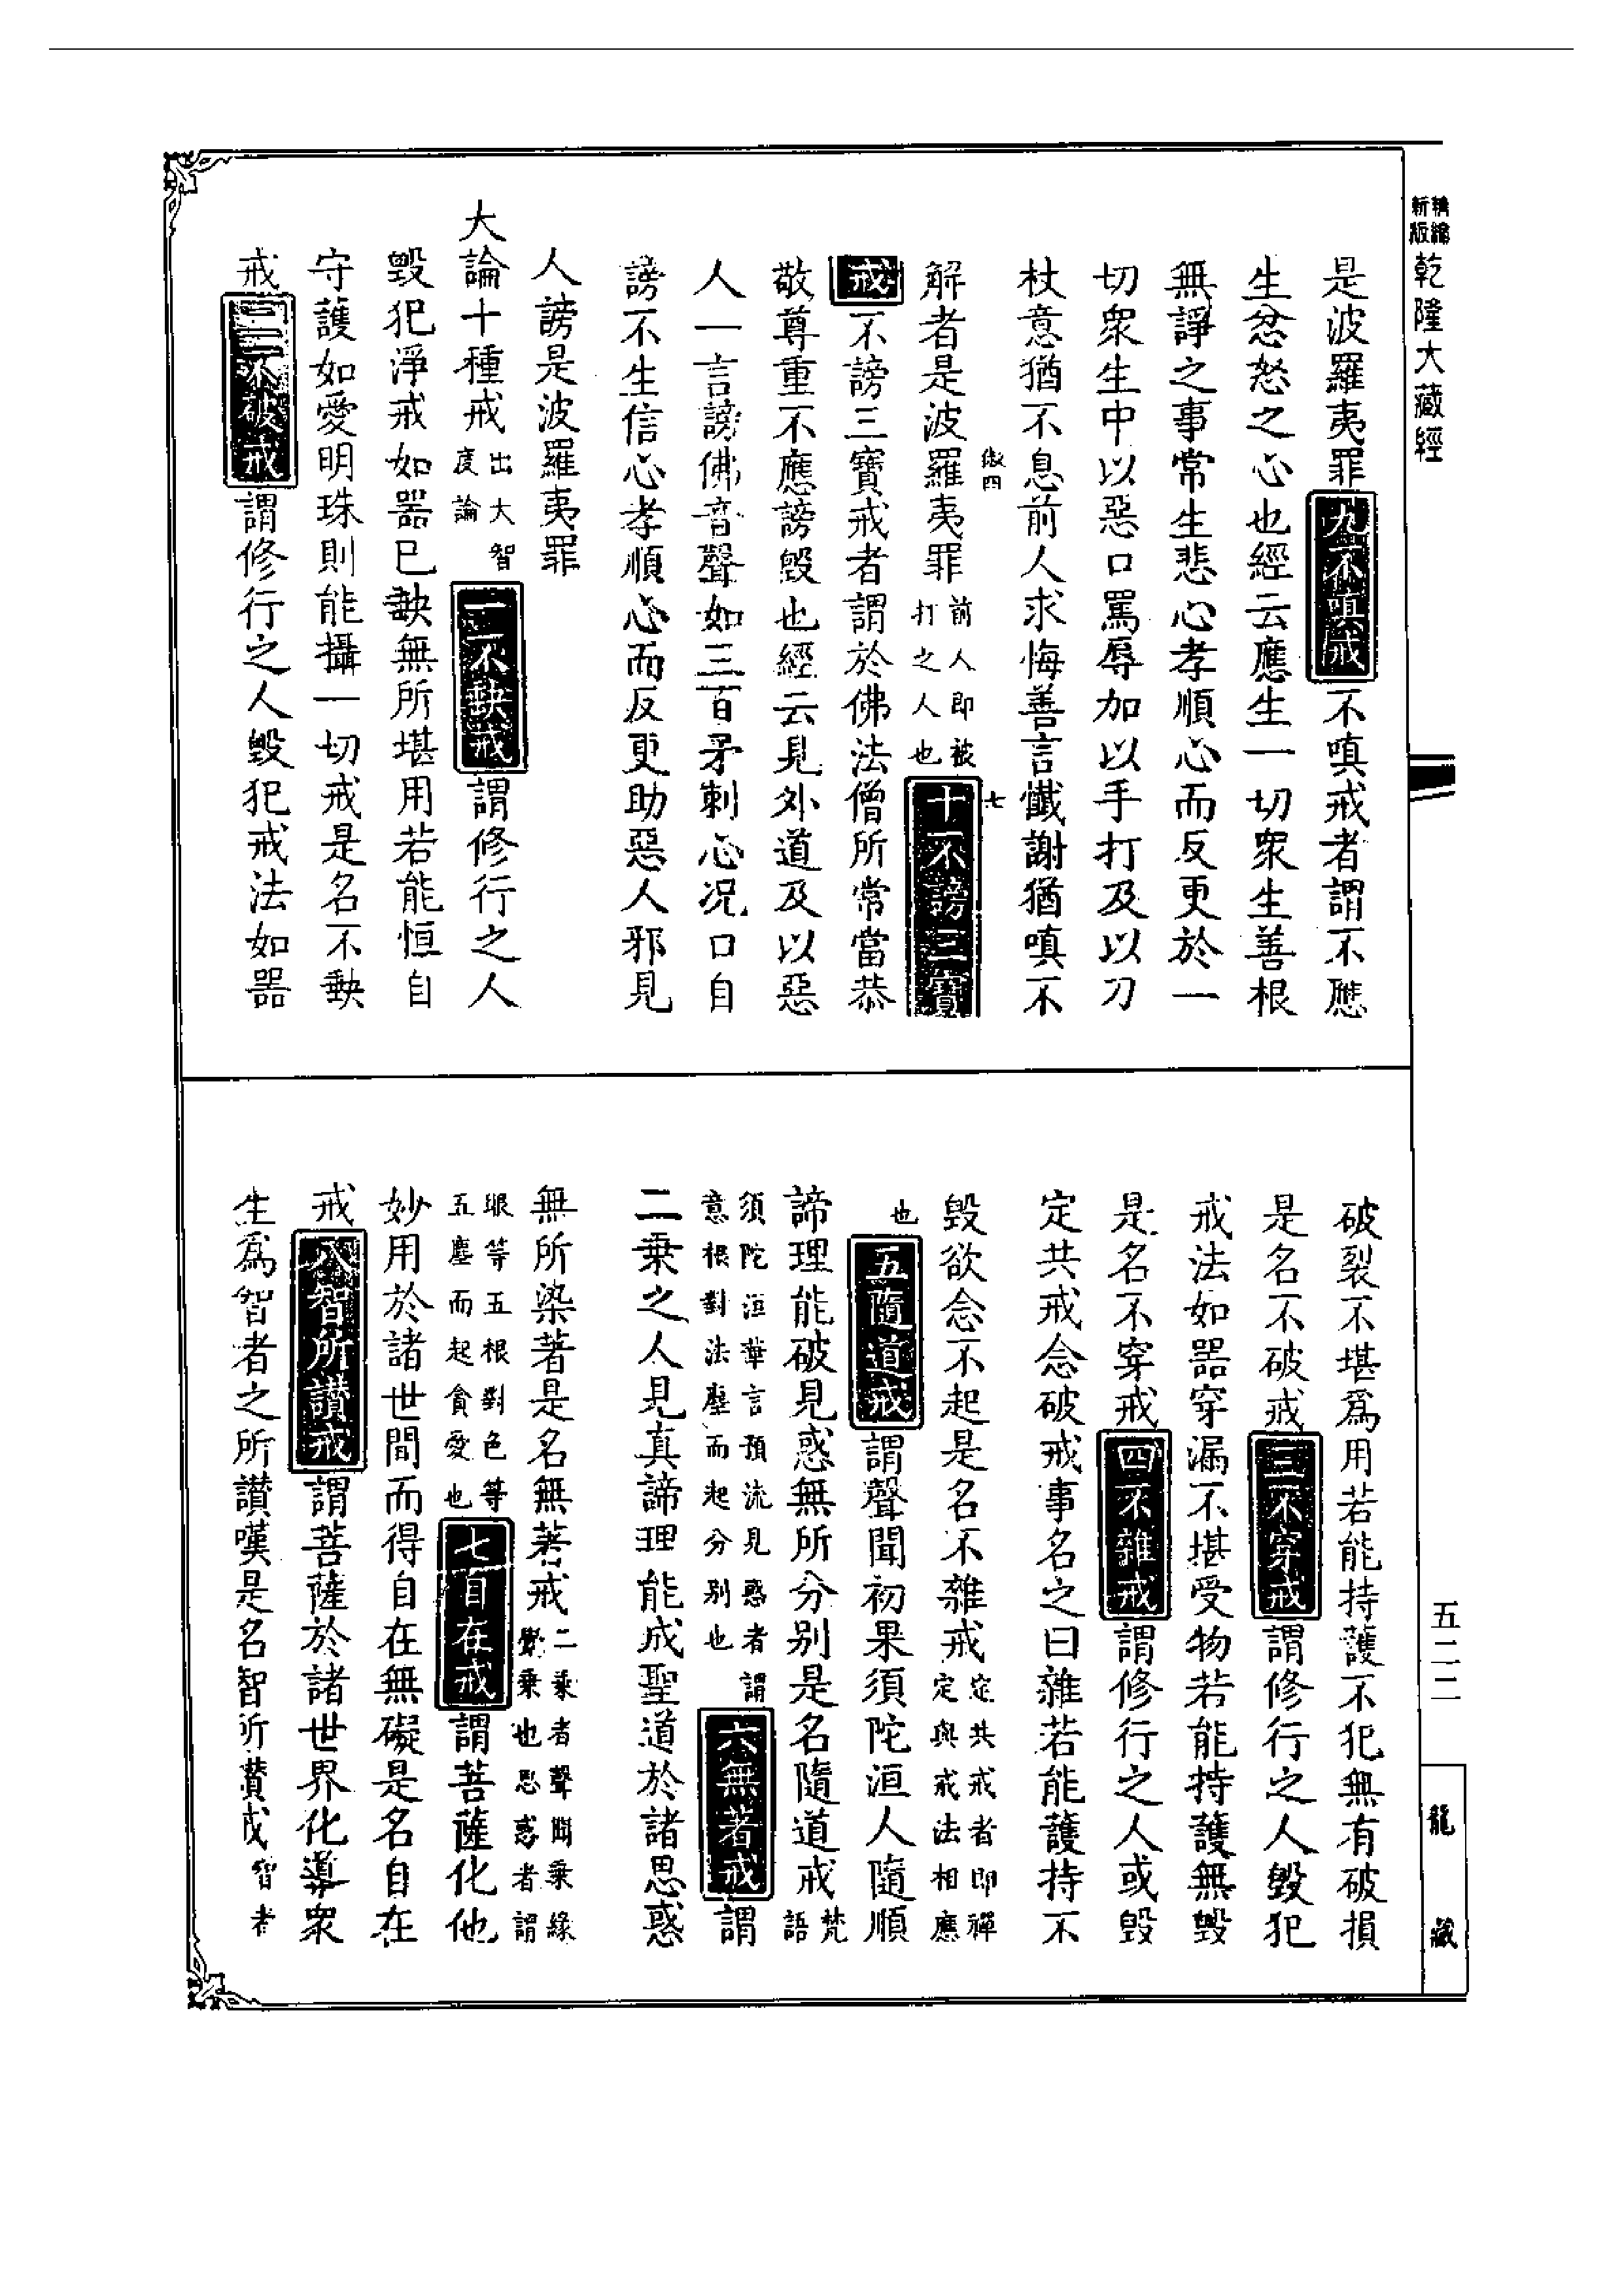 新版精縮
乾隆大藏經
是波羅夷罪九不嗔戒不嗔戒者謂不應
生忿怒之心也經云應生一切衆生善根
無諍之事常生悲心孝順心而反更於一
切衆生中以惡口罵辱加以手打及以刀
杖意猶不息前人求悔善言懺謝猶嗔不
解者是波羅夷罪前人即被打之人也十不謗三寶
戒不謗三寶戒者謂於佛法僧所常當恭
敬尊重不應謗毀也經云見外道及以惡
人一言謗佛音聲如三百矛刺心况口自
謗不生信心孝順心而反更助惡人邪見
人謗是波羅夷罪
大論十種戒出大智度論一不缺戒謂修行之人
毀犯淨戒如器已缺無所堪用若能恒自
守護如愛明珠則能攝一切戒是名不缺
戒二不破戒謂修行之人毀犯戒法如器
破裂不堪爲用若能持護不犯無有破損
是名不破戒三不穿戒謂修行之人毀犯
戒法如器穿漏不堪受物若能持護無毀
是名不穿戒四不雜戒謂修行之人或毀
定共戒念破戒事名之曰雜若能護持不
毀欲念不起是名不雜戒定共戒者即禪定與戒法相應
也五隨道戒謂聲聞初果須陀洹人隨順
諦理能破見惑無所分別是名隨道戒梵語
須陀洹華言預流見惑者謂意根對法塵而起分別也六無著戒謂
二乘之人見真諦理能成聖道於諸思惑
無所染著是名無著戒二乘者聲聞乘緣覺乘也思惑者謂
眼等五根對色等五塵而起貪愛也七自在戒謂菩薩化他
妙用於諸世間而得自在無礙是名自在
戒八智所讚戒謂菩薩於諸世界化導衆
生爲智者之所讚嘆是名智所讚戒智者
五二二
龍藏